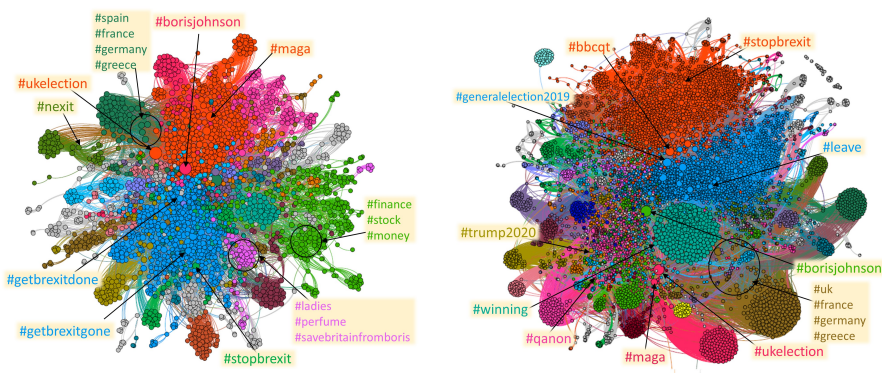 #spain
#france
#germany
#greece
#borisjohnson
#maga
#ukelection
#nexit
#finance
#stock
#money
#getbrexitdone
#getbrexitgone
#ladies
#perfume
#savebritainfromboris
#stopbrexit
#bbcqt
#stopbrexit
#generalelection2019
#leave
#trump2020
#borisjohnson
#winning
#uk
#france
#germany
#greece
#qanon
#maga
#ukelection